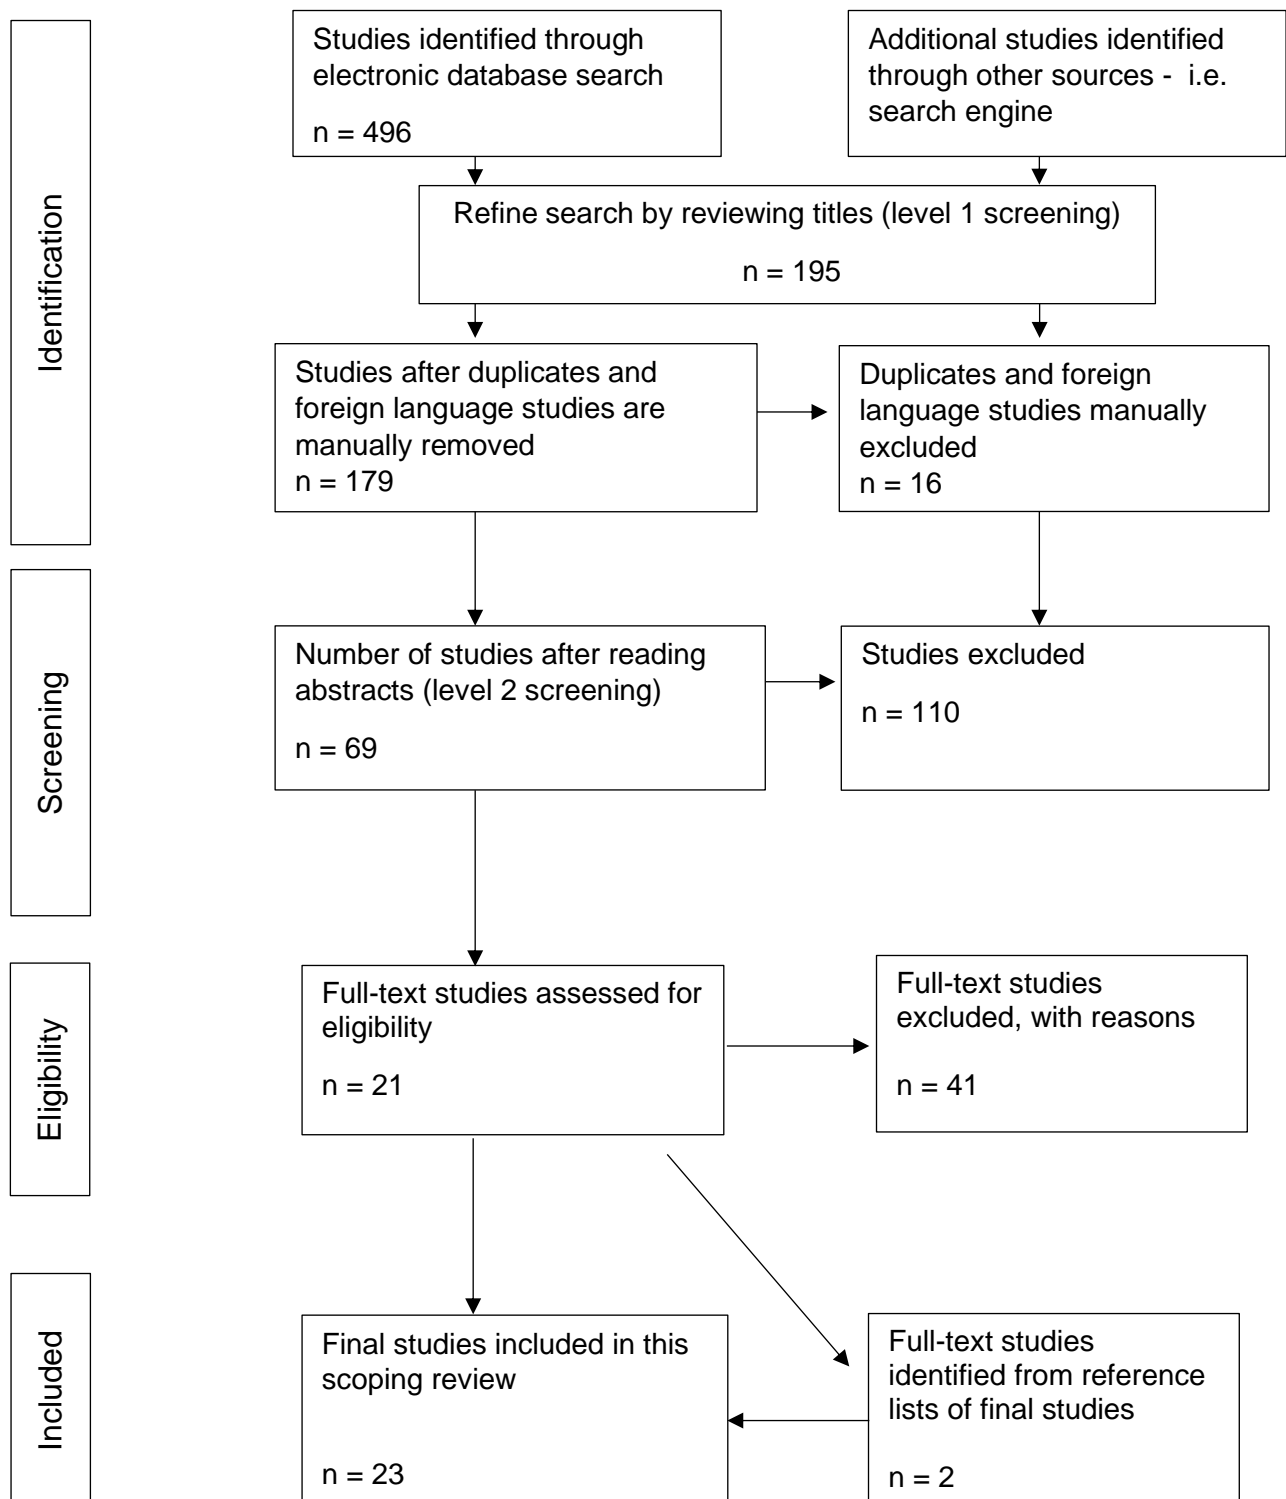 Identification
Studies identified through
electronic database search
n = 496
Additional studies identified
through other sources -  i.e.
search engine
Refine search by reviewing titles (level 1 screening)
n = 195
Studies after duplicates and
foreign language studies are
manually removed
n = 179
Duplicates and foreign
language studies manually
excluded
n = 16
Screening
Number of studies after reading
abstracts (level 2 screening)
n = 69
Studies excluded
n = 110
Eligibility
Full-text studies assessed for
eligibility
n = 21
Full-text studies
excluded, with reasons
n = 41
Included
Final studies included in this
scoping review
n = 23
Full-text studies
identified from reference
lists of final studies
n = 2